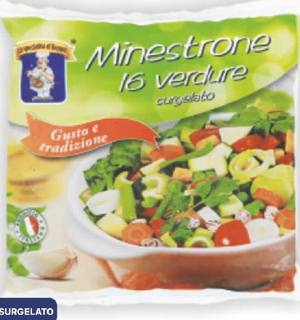 Minestrone
16 verdure
surgelato
Gusto e
tradizione
SURGELATO